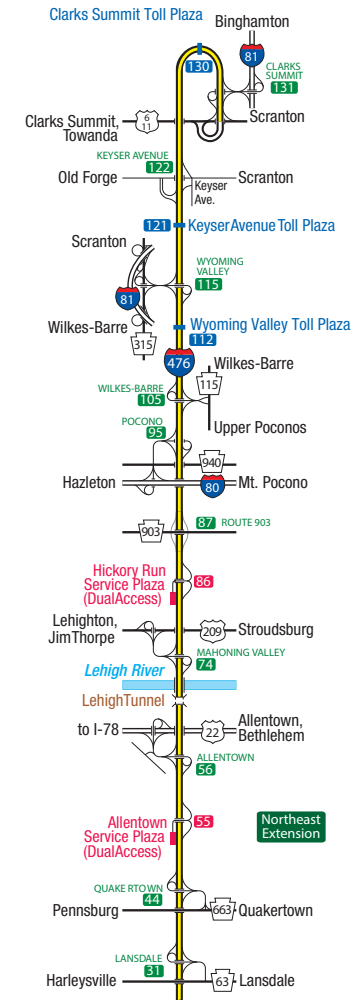 Clarks Summit Toll Plaza
Binghamton
81
130
CLARKS
SUMMIT
131
Clarks Summit,
Towanda
6
11
Scranton
KEYSER AVENUE
122
Old Forge
Scranton
Keyser
Ave.
121
KeyserAvenue Toll Plaza
Scranton
WYOMING
VALLEY
115
81
Wilkes-Barre
315
Wyoming Valley Toll Plaza
112
476
Wilkes-Barre
115
WILKES-BARRE
105
Upper Poconos
POCONO
95
940
Hazleton
80
Mt. Pocono
903
87 ROUTE 903
Hickory Run
Service Plaza
(DualAccess)
86
Lehighton,
JimThorpe
209
Stroudsburg
MAHONING VALLEY
74
Lehigh River
LehighTunnel
to I-78
22
Allentown,
Bethlehem
ALLENTOWN
56
Allentown
Service Plaza
(DualAccess)
55
Northeast
Extension
QUAKE RTOWN
44
Pennsburg
663
Quakertown
LANSDALE
31
Harleysville
63
Lansdale